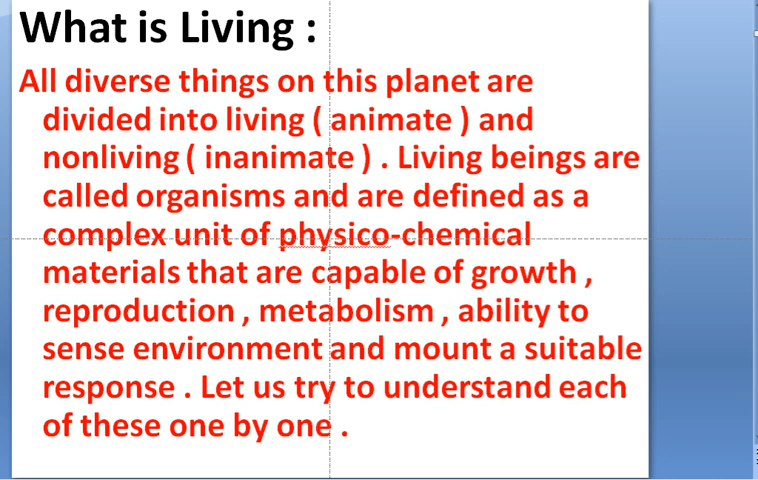 What is Living :
All diverse things on this planet are
divided into living ( animate ) and
nonliving ( inanimate ) . Living beings are
called organisms and are defined as a
complex unit of physico-chemical
materials that are capable of growth ,
reproduction , metabolism , ability to
sense environment and mount a suitable
response . Let us try to understand each
of these one by one .